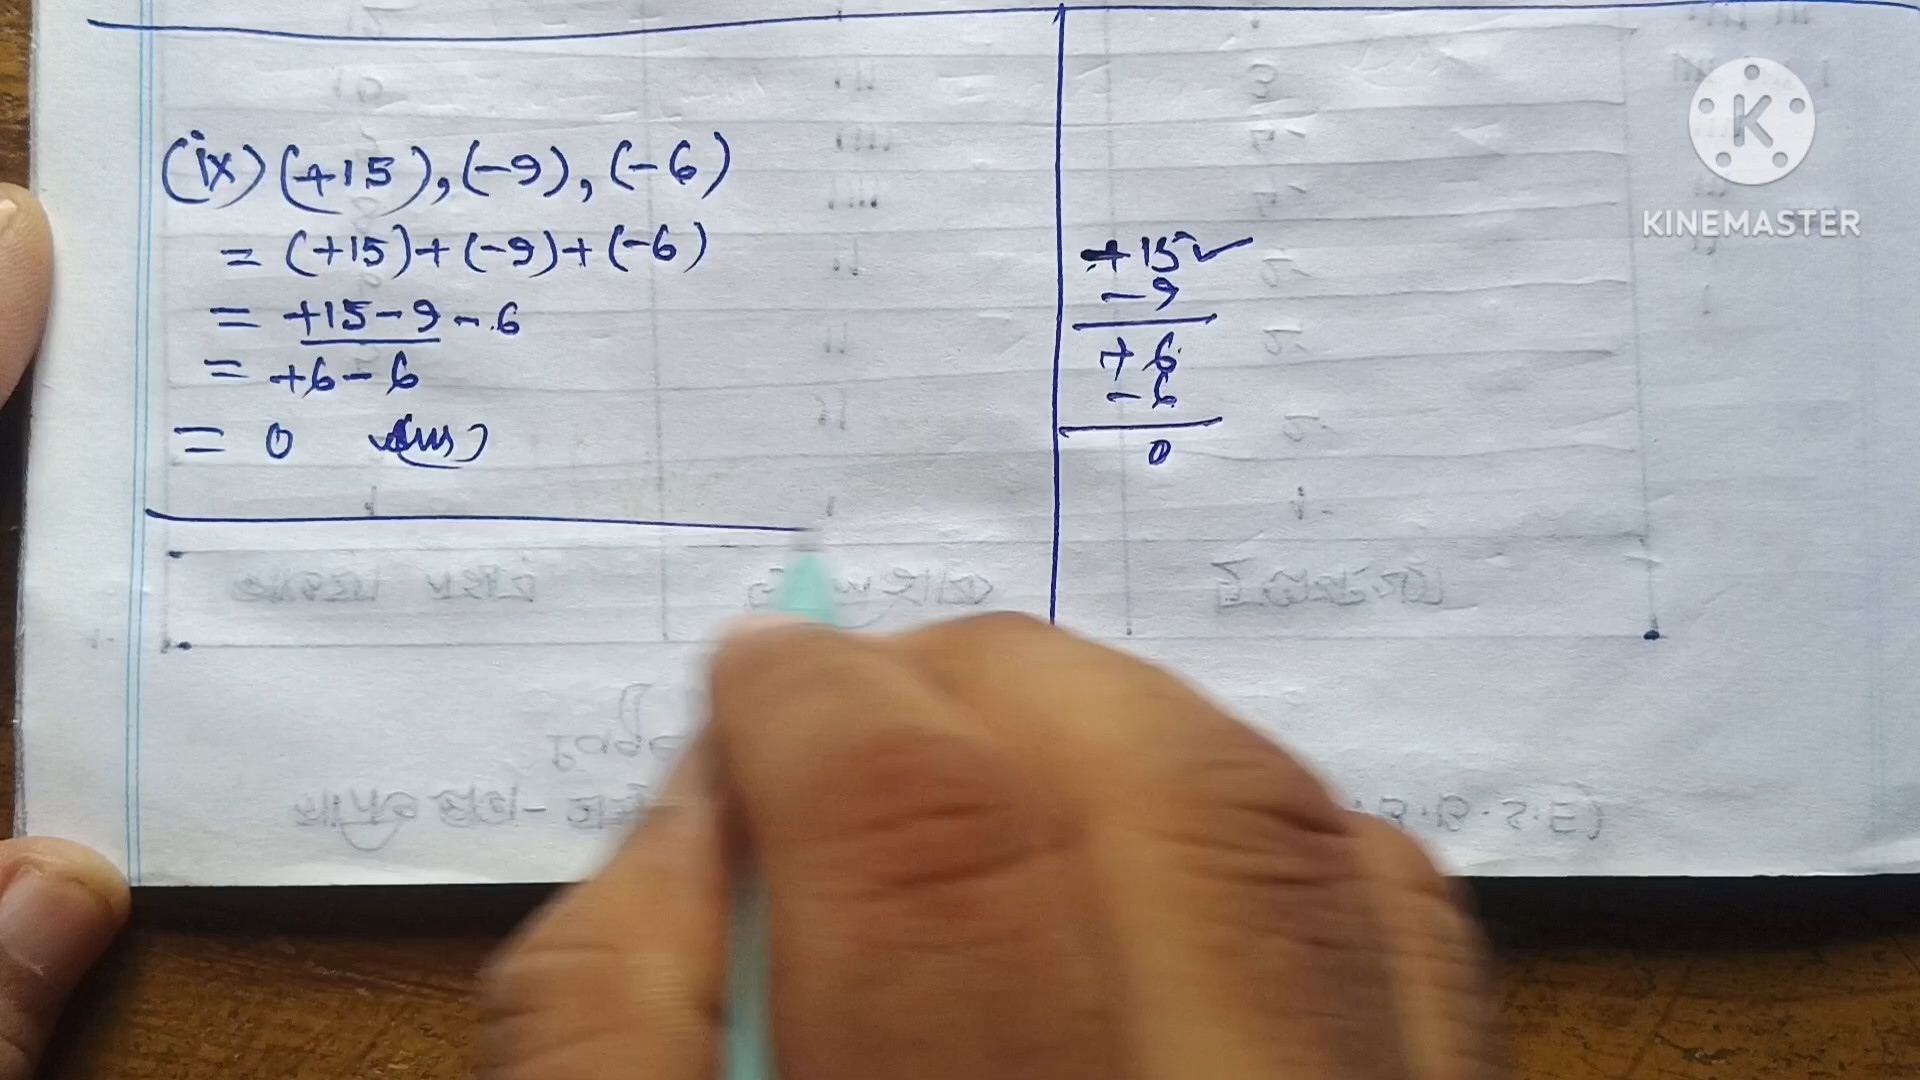 (ix) (+15), (-9), (-6)
= (+15)+(-9)+(-6)
= +15-9-6
= +6-6
= 0 Ans)
+15✓
-9
+6
-6
0
KINEMASTER